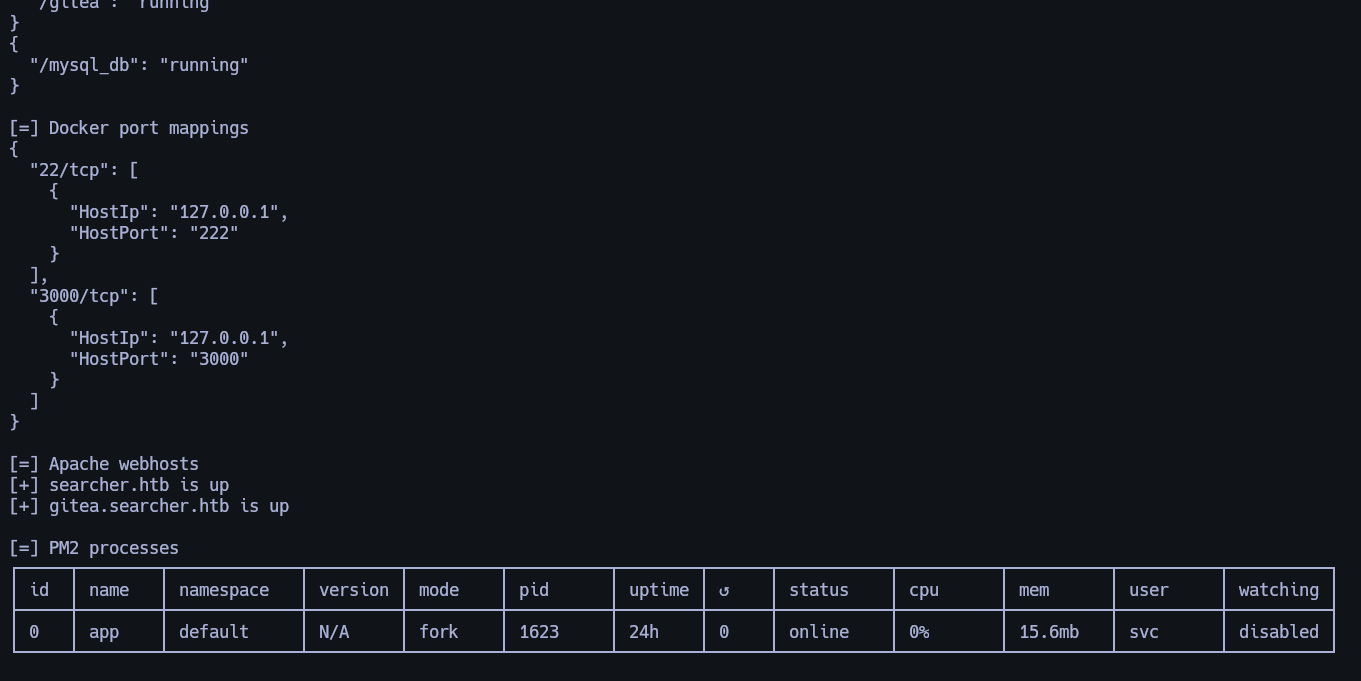 "/gitea": "running"
}
{
  "/mysql_db": "running"
}

[=] Docker port mappings
{
  "22/tcp": [
    {
      "HostIp": "127.0.0.1",
      "HostPort": "222"
    }
  ],
  "3000/tcp": [
    {
      "HostIp": "127.0.0.1",
      "HostPort": "3000"
    }
  ]
}

[=] Apache webhosts
[+] searcher.htb is up
[+] gitea.searcher.htb is up

[=] PM2 processes
id name namespace version mode pid uptime ↺ status cpu mem user watching
0 app default N/A fork 1623 24h 0 online 0% 15.6mb svc disabled